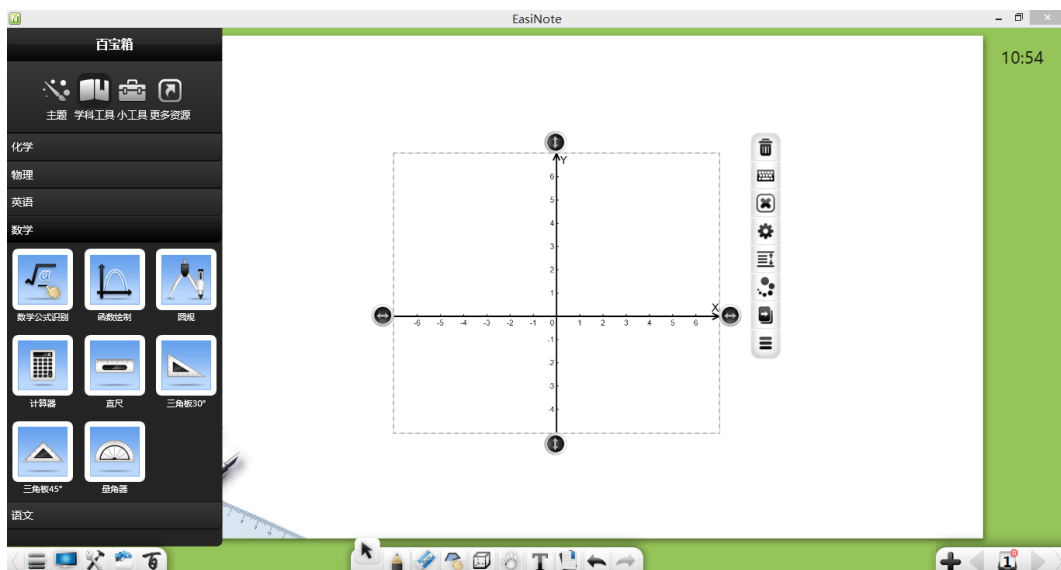 EasiNote
百宝箱
10:54
主题 学科工具 小工具 更多资源
化学
物理
英语
数学
数学公式识别 函数绘制 圆规
计算器 直尺 三角板30°
三角板45° 量角器
语文
Y
6
5
4
3
2
1
X
-6 -5 -4 -3 -2 -1 0 1 2 3 4 5 6
-1
-2
-3
-4
T
1